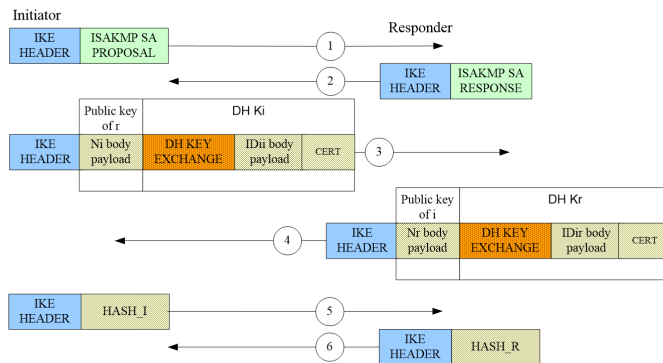 Initiator
Responder
IKE
HEADER
ISAKMP SA
PROPOSAL
1
2
IKE
HEADER
ISAKMP SA
RESPONSE
Public key
of r
DH Ki
IKE
HEADER
Ni body
payload
DH KEY
EXCHANGE
IDii body
payload
CERT
3
Public key
of i
DH Kr
4
IKE
HEADER
Nr body
payload
DH KEY
EXCHANGE
IDir body
payload
CERT
IKE
HEADER
HASH_I
5
6
IKE
HEADER
HASH_R